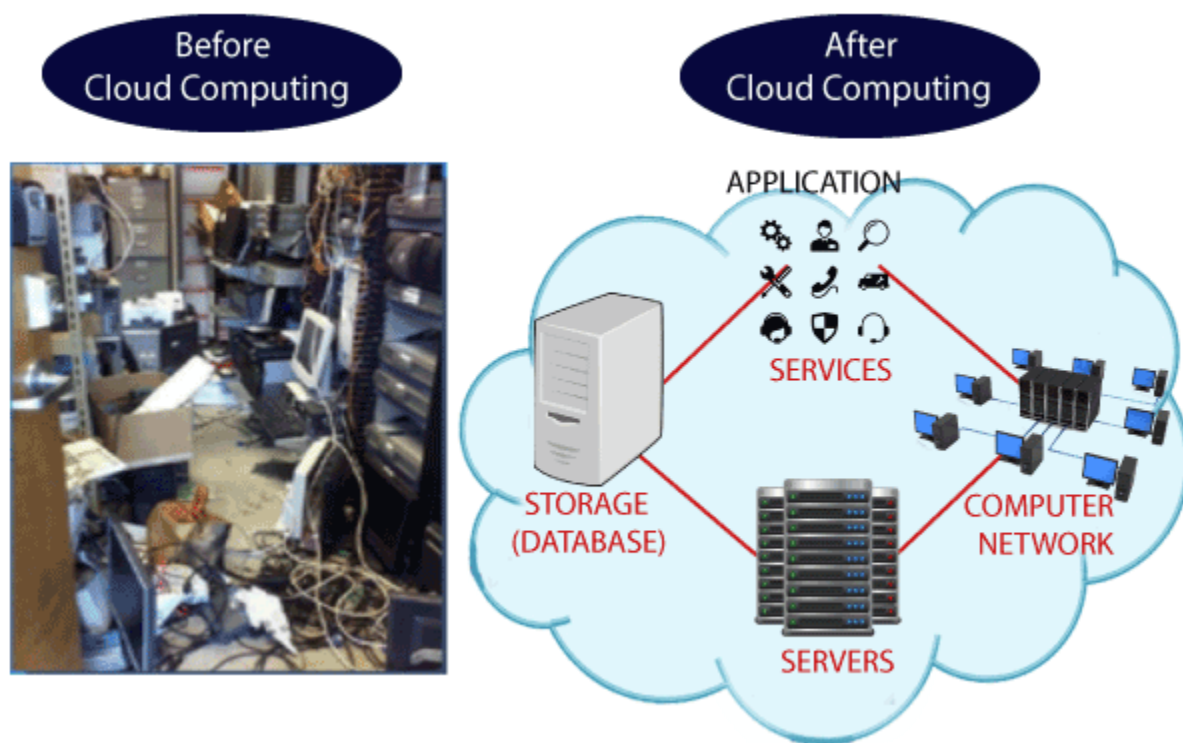 Before
Cloud Computing
After
Cloud Computing
APPLICATION
SERVICES
STORAGE
(DATABASE)
COMPUTER
NETWORK
SERVERS